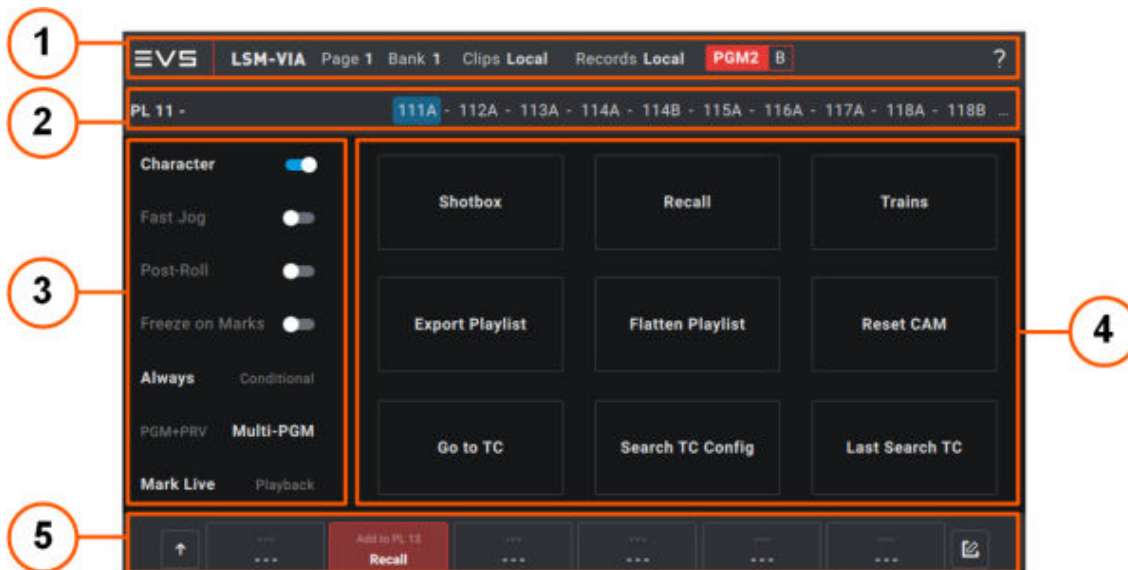 1
EVS LSM-VIA Page 1 Bank 1 Clips Local Records Local PGM2 B ?
2
PL 11 - 111A - 112A - 113A - 114A - 114B - 115A - 116A - 117A - 118A - 118B ...
3
Character
Fast Jog
Post-Roll
Freeze on Marks
Always Conditional
PGM+PRV Multi-PGM
Mark Live Playback
Shotbox Recall Trains
Export Playlist Flatten Playlist Reset CAM
Go to TC Search TC Config Last Search TC
4
5
--- Add to PL 13 --- --- --- ---
--- Recall --- --- --- ---